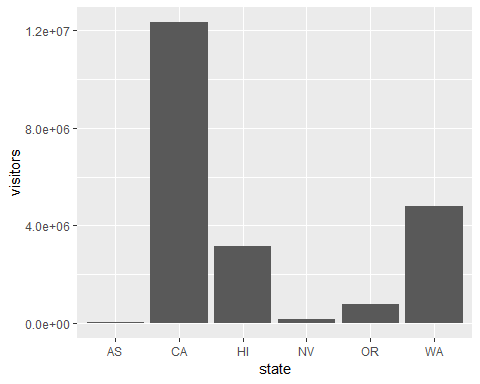 visitors
1.2e+07
8.0e+06
4.0e+06
0.0e+00
AS CA HI NV OR WA
state